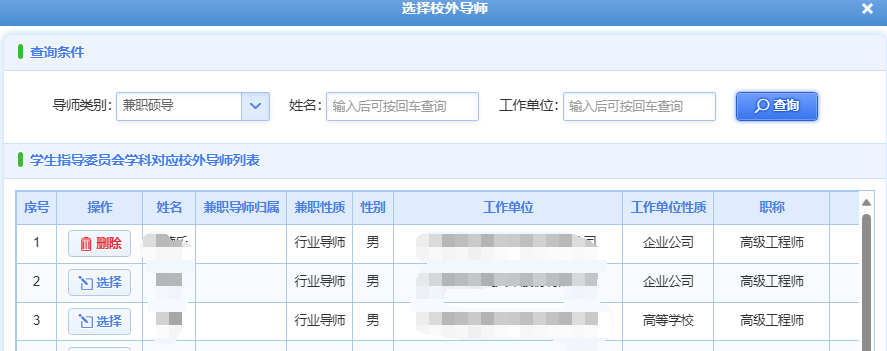 选择校外导师
查询条件
导师类别： 兼职硕导 姓名： 输入后可按回车查询 工作单位： 输入后可按回车查询 查询
学生指导委员会学科对应校外导师列表
序号 操作 姓名 兼职导师归属 兼职性质 性别 工作单位 工作单位性质 职称
1 删除 行业导师 男 企业公司 高级工程师
2 选择 行业导师 男 企业公司 高级工程师
3 选择 行业导师 男 高等学校 高级工程师